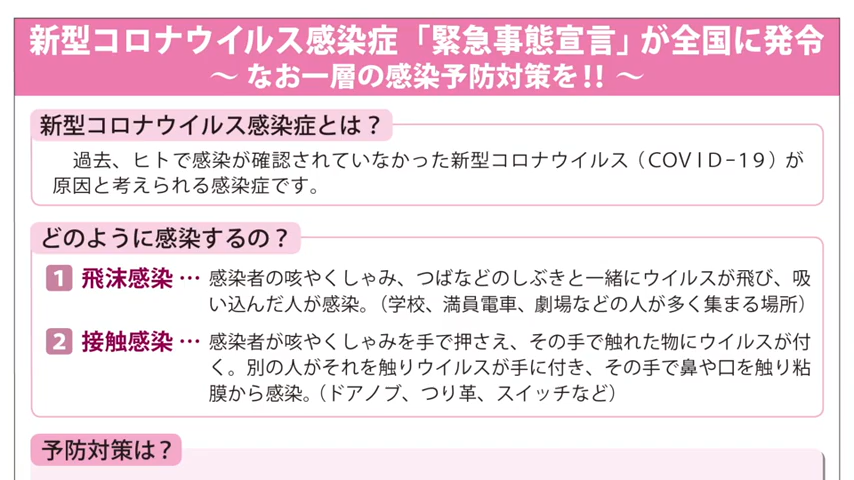 新型コロナウイルス感染症「緊急事態宣言」が全国に発令
～ なお一層の感染予防対策を!! ～
新型コロナウイルス感染症とは？
過去、ヒトで感染が確認されていなかった新型コロナウイルス（COVID-19）が
原因と考えられる感染症です。
どのように感染するの？
1 飛沫感染 … 感染者の咳やくしゃみ、つばなどのしぶきと一緒にウイルスが飛び、吸
い込んだ人が感染。（学校、満員電車、劇場などの人が多く集まる場所）
2 接触感染 … 感染者が咳やくしゃみを手で押さえ、その手で触れた物にウイルスが付
く。別の人がそれを触りウイルスが手に付き、その手で鼻や口を触り粘
膜から感染。（ドアノブ、つり革、スイッチなど）
予防対策は？